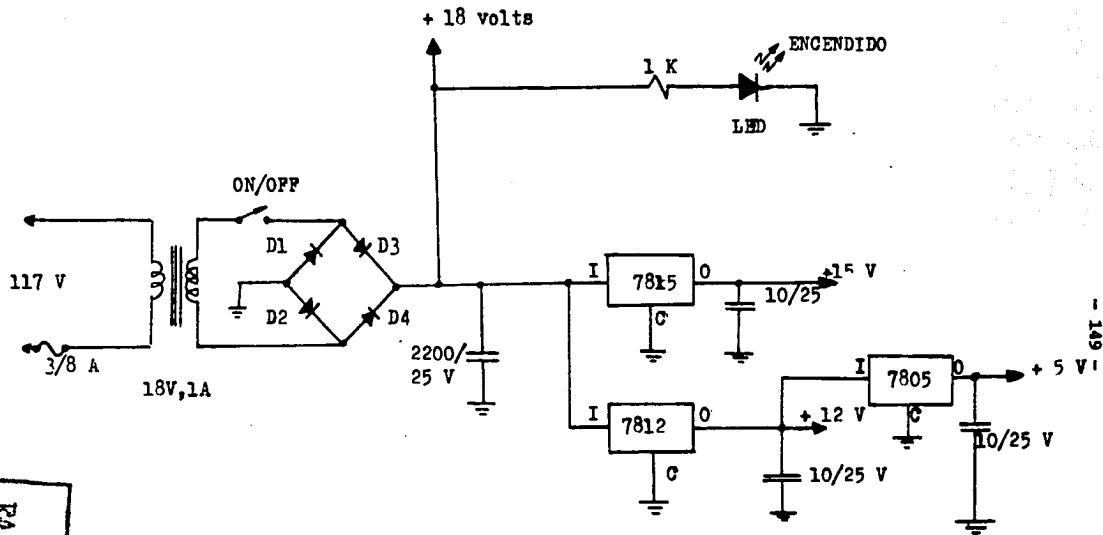 + 18 volts
ENCENDIDO
1 K
LED
ON/OFF
D1
D3
117 V
D2
D4
3/8 A
18V,1A
2200/
25 V
I
7815
O
C
+15 V
10/25
I
7812
O
C
+ 12 V
10/25 V
I
7805
O
C
+ 5 V
10/25 V
- 149 -
RA